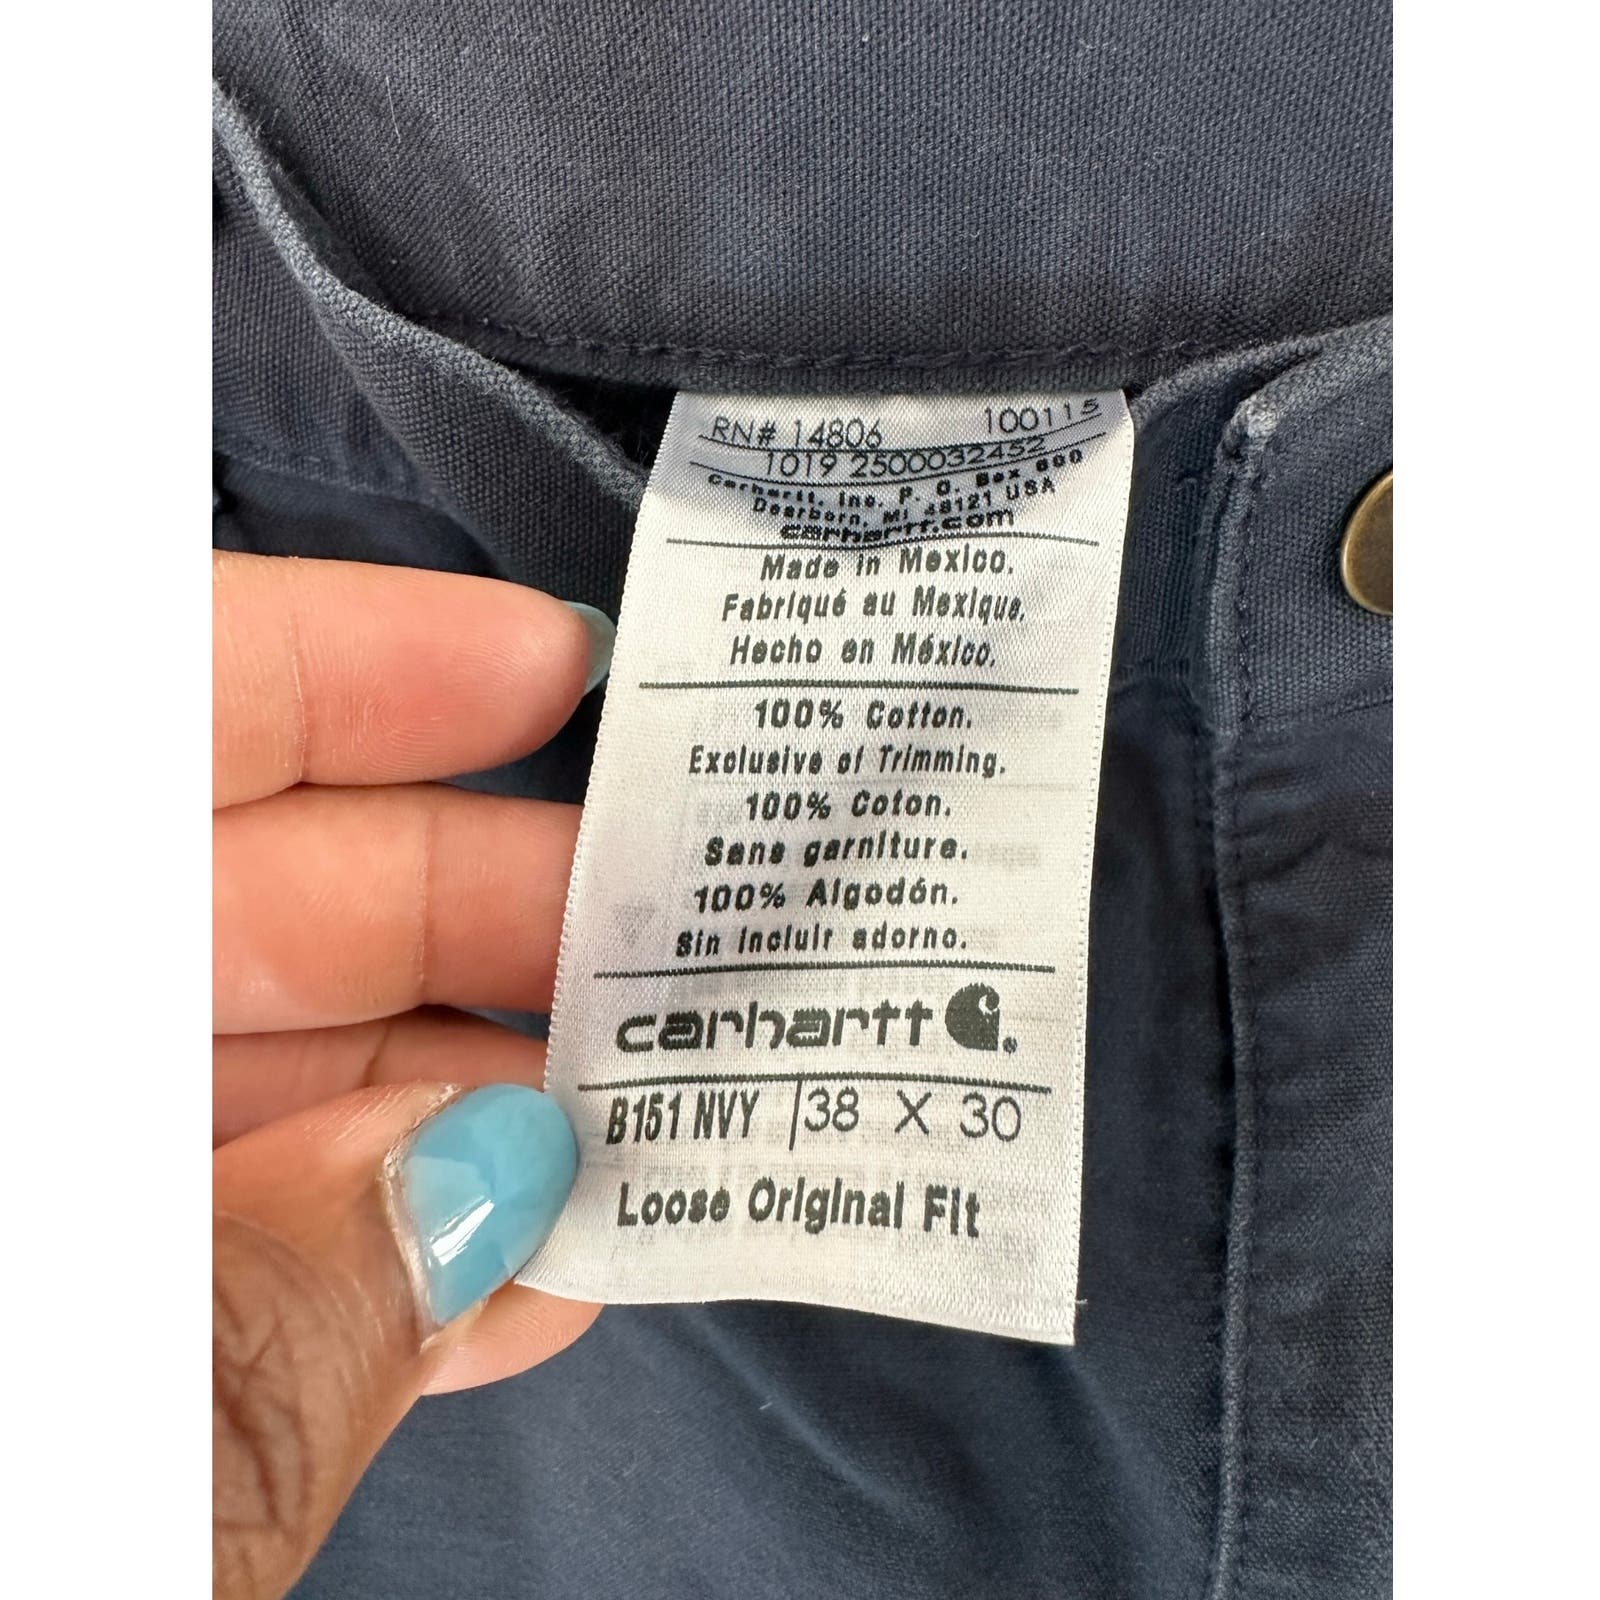 RN# 14806 100115
1019 2500032452
Carhartt, Inc. P. O. Box 600
Dearborn, MI 48121 USA
carhartt.com
Made in Mexico.
Fabriqué au Mexique.
Hecho en México.
100% Cotton.
Exclusive of Trimming.
100% Coton.
Sans garniture.
100% Algodón.
Sin incluir adorno.
carhartt
B151 NVY 38 X 30
Loose Original Fit